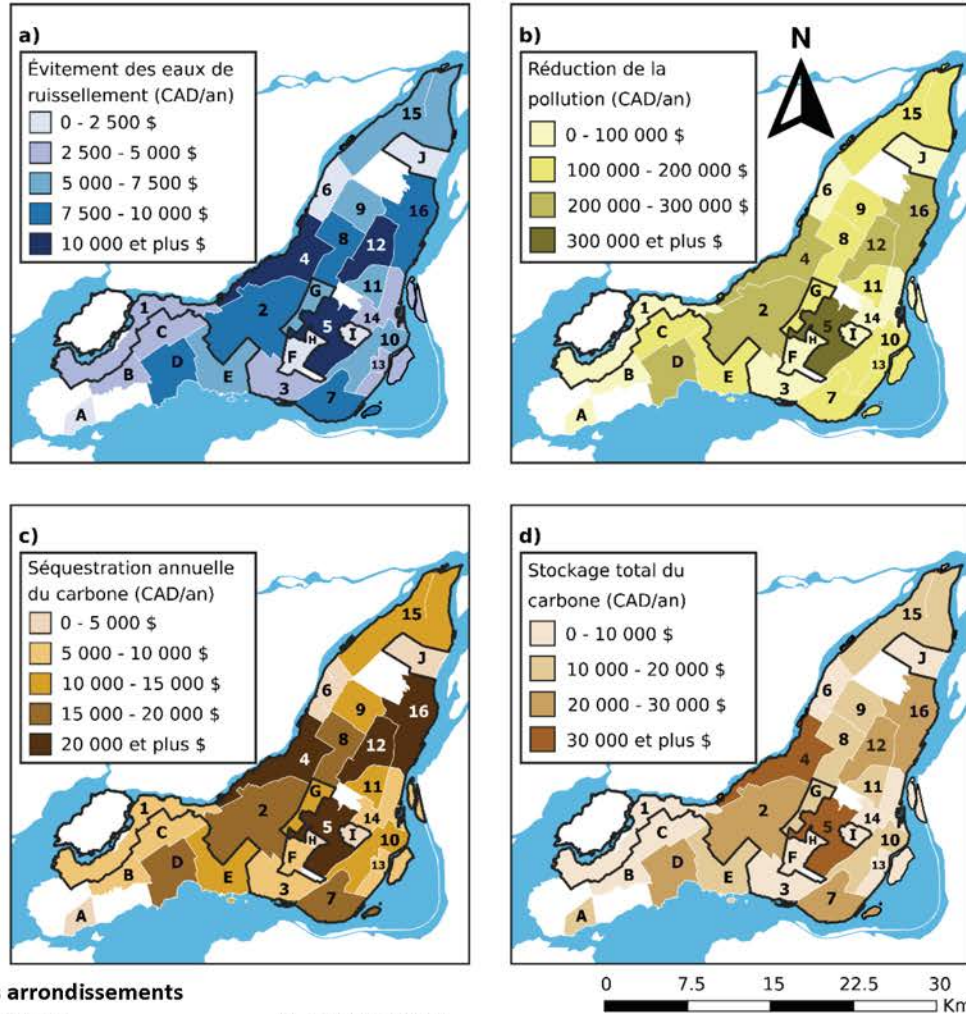 a)
Évitement des eaux de
ruissellement (CAD/an)
0 - 2 500 $
2 500 - 5 000 $
5 000 - 7 500 $
7 500 - 10 000 $
10 000 et plus $
15
J
6
9
16
8
12
4
G
11
2
14
1
5
I
10
C
H
F
D
13
B
E
3
7
A
b)
N
Réduction de la
pollution (CAD/an)
0 - 100 000 $
100 000 - 200 000 $
200 000 - 300 000 $
300 000 et plus $
15
J
6
9
16
8
12
4
G
11
2
14
1
5
I
10
C
H
F
D
13
B
E
3
7
A
c)
Séquestration annuelle
du carbone (CAD/an)
0 - 5 000 $
5 000 - 10 000 $
10 000 - 15 000 $
15 000 - 20 000 $
20 000 et plus $
15
J
6
9
16
8
12
4
G
11
2
14
1
5
I
10
C
H
F
D
13
B
E
3
7
A
d)
Stockage total du
carbone (CAD/an)
0 - 10 000 $
10 000 - 20 000 $
20 000 - 30 000 $
30 000 et plus $
15
J
6
9
16
8
12
4
G
11
2
14
1
5
I
10
C
H
F
D
13
B
E
3
7
A
arrondissements
0 7.5 15 22.5 30
Km